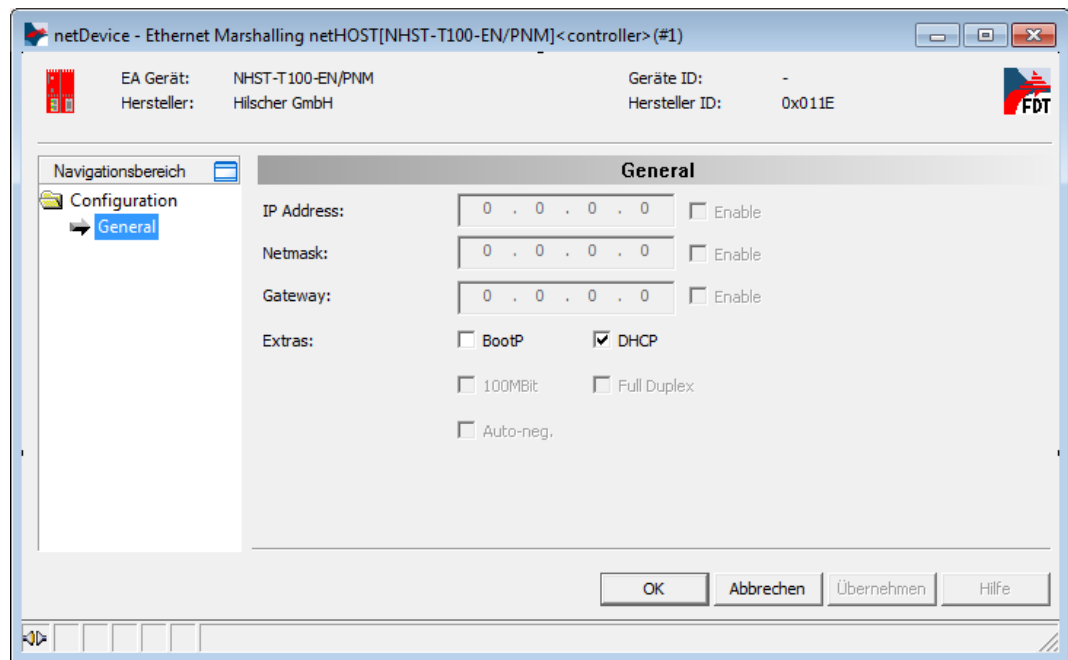 netDevice - Ethernet Marshalling netHOST[NHST-T100-EN/PNM]<controller>(#1)
EA Gerät: NHST-T100-EN/PNM Geräte ID: -
Hersteller: Hilscher GmbH Hersteller ID: 0x011E
FDT
Navigationsbereich
Configuration
General
General
IP Address: 0 . 0 . 0 . 0 Enable
Netmask: 0 . 0 . 0 . 0 Enable
Gateway: 0 . 0 . 0 . 0 Enable
Extras: BootP DHCP
100MBit Full Duplex
Auto-neg.
OK Abbrechen Übernehmen Hilfe